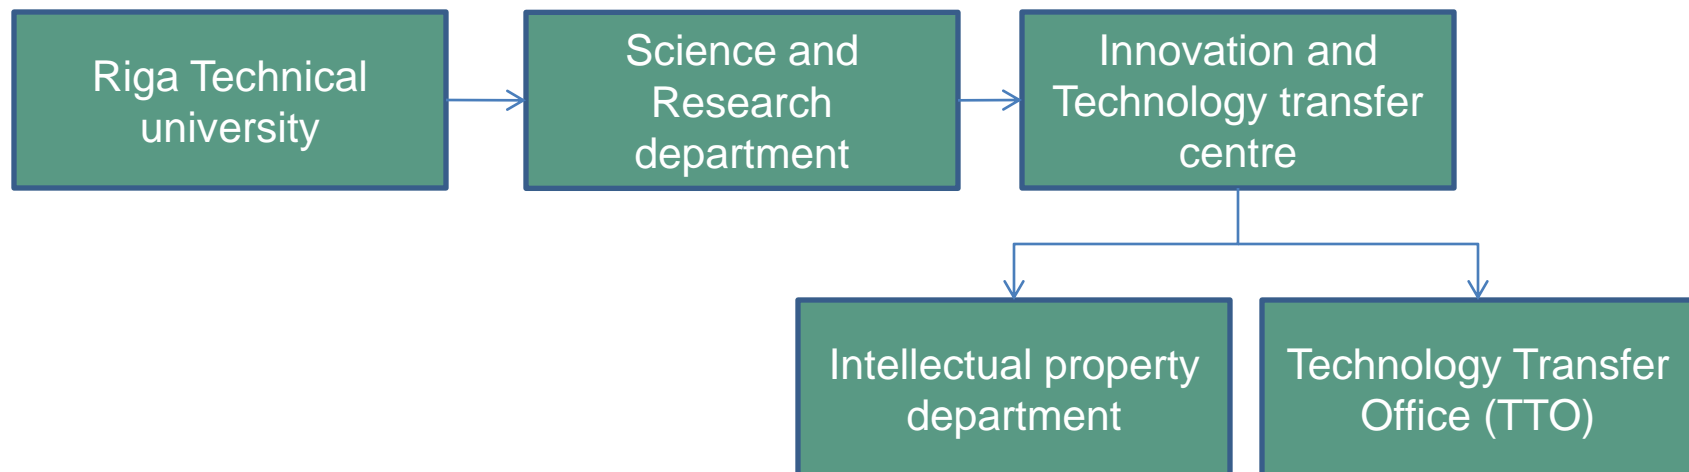 Riga Technical
university
Science and
Research
department
Innovation and
Technology transfer
centre
Intellectual property
department
Technology Transfer
Office (TTO)